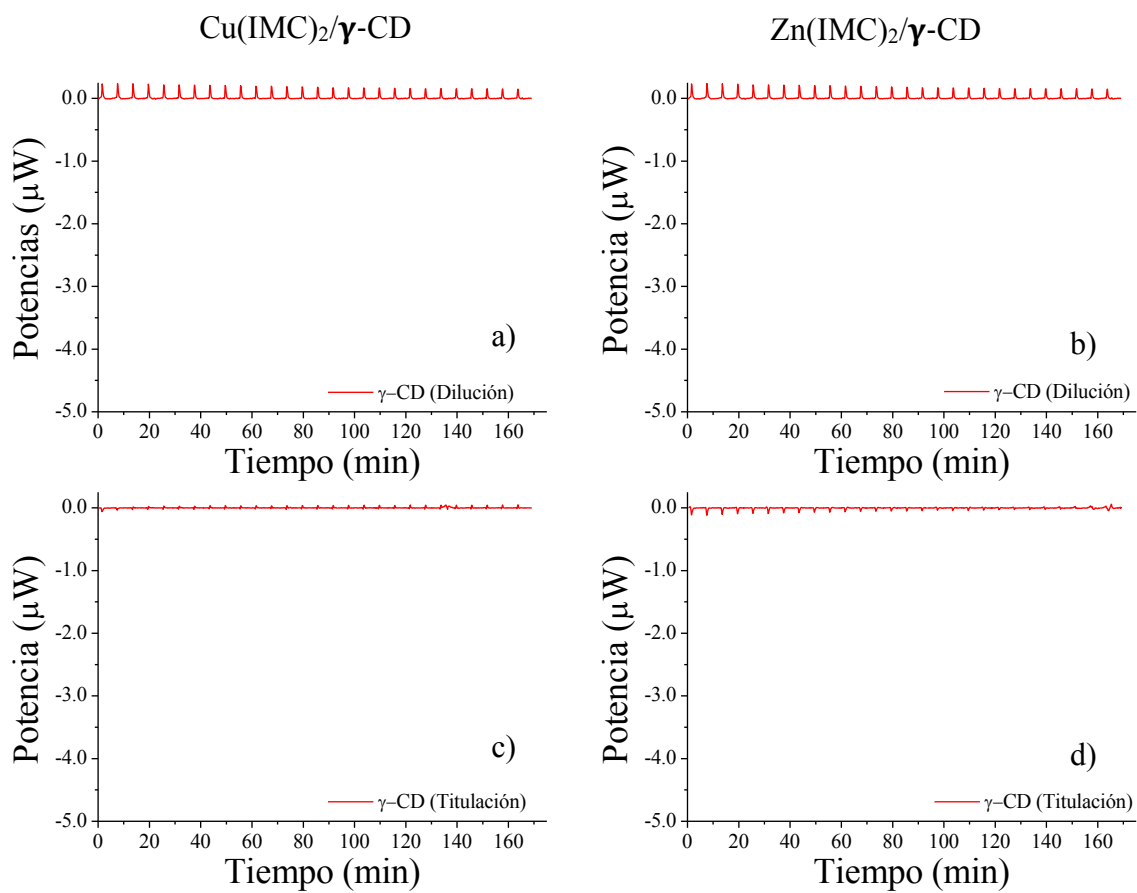 Cu(IMC)₂/γ-CD
Zn(IMC)₂/γ-CD
0.0
-1.0
-2.0
-3.0
-4.0
-5.0
Potencias (µW)
a)
γ–CD (Dilución)
0 20 40 60 80 100 120 140 160
Tiempo (min)
0.0
-1.0
-2.0
-3.0
-4.0
-5.0
Potencia (µW)
b)
γ–CD (Dilución)
0 20 40 60 80 100 120 140 160
Tiempo (min)
0.0
-1.0
-2.0
-3.0
-4.0
-5.0
Potencia (µW)
c)
γ–CD (Titulación)
0 20 40 60 80 100 120 140 160
Tiempo (min)
0.0
-1.0
-2.0
-3.0
-4.0
-5.0
Potencia (µW)
d)
γ–CD (Titulación)
0 20 40 60 80 100 120 140 160
Tiempo (min)